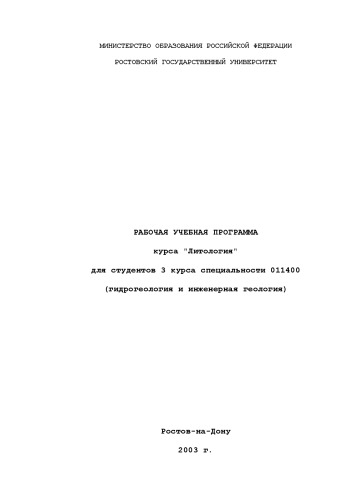 МИНИСТЕРСТВО ОБРАЗОВАНИЯ РОССИЙСКОЙ ФЕДЕРАЦИИ
РОСТОВСКИЙ ГОСУДАРСТВЕННЫЙ УНИВЕРСИТЕТ
РАБОЧАЯ УЧЕБНАЯ ПРОГРАММА
курса "Литология"
для студентов 3 курса специальности 011400
(гидрогеология и инженерная геология)
Ростов-на-Дону
2003 г.